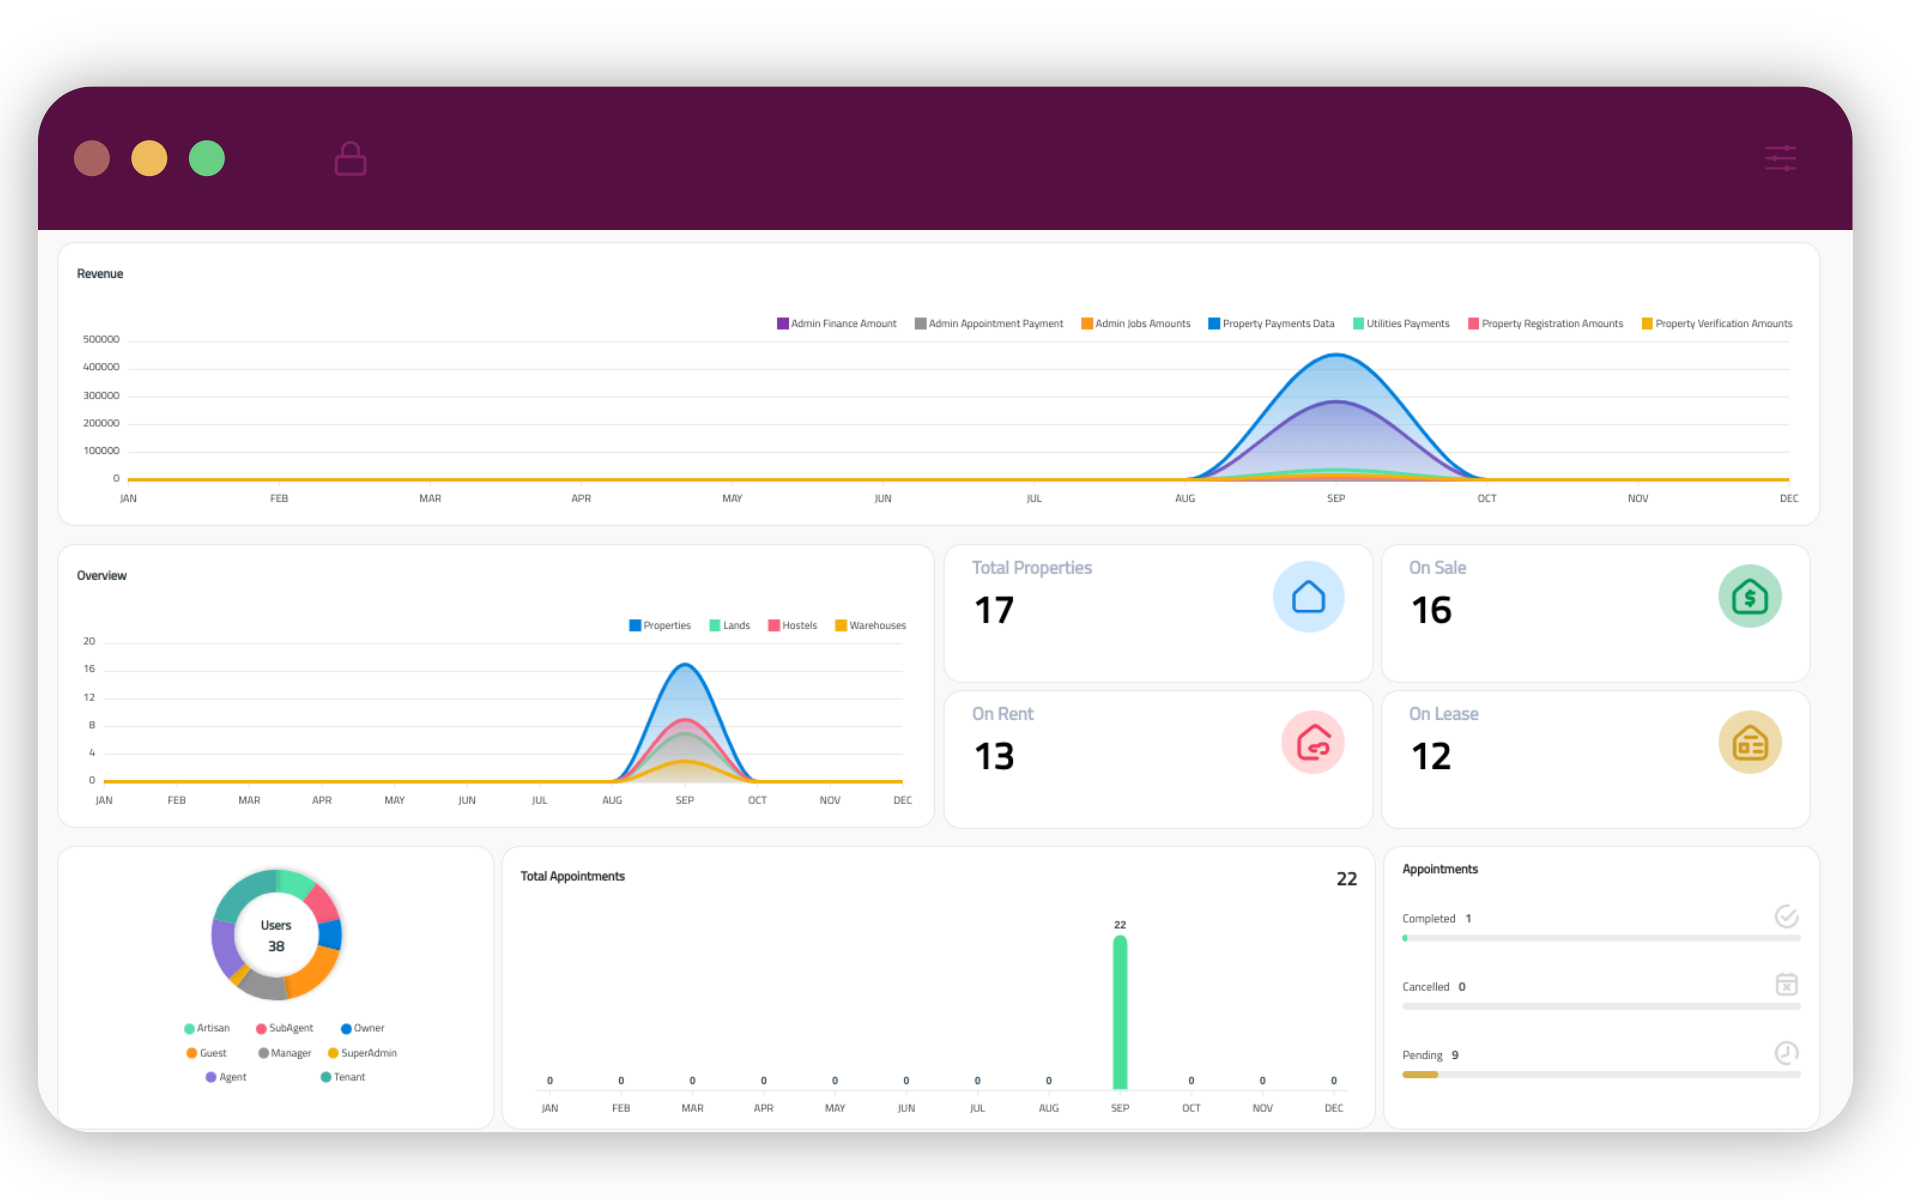 Revenue
Admin Finance Amount Admin Appointment Payment Admin Jobs Amounts Property Payments Data Utilities Payments Property Registration Amounts Property Verification Amounts
500000
400000
300000
200000
100000
0
JAN FEB MAR APR MAY JUN JUL AUG SEP OCT NOV DEC
Overview
Properties Lands Hostels Warehouses
20
16
12
8
4
0
JAN FEB MAR APR MAY JUN JUL AUG SEP OCT NOV DEC
Total Properties
17
On Sale
16
On Rent
13
On Lease
12
Users
38
Artisan SubAgent Owner
Guest Manager SuperAdmin
Agent Tenant
Total Appointments 22
22
0 0 0 0 0 0 0 0 0 0 0
JAN FEB MAR APR MAY JUN JUL AUG SEP OCT NOV DEC
Appointments
Completed 1
Cancelled 0
Pending 9